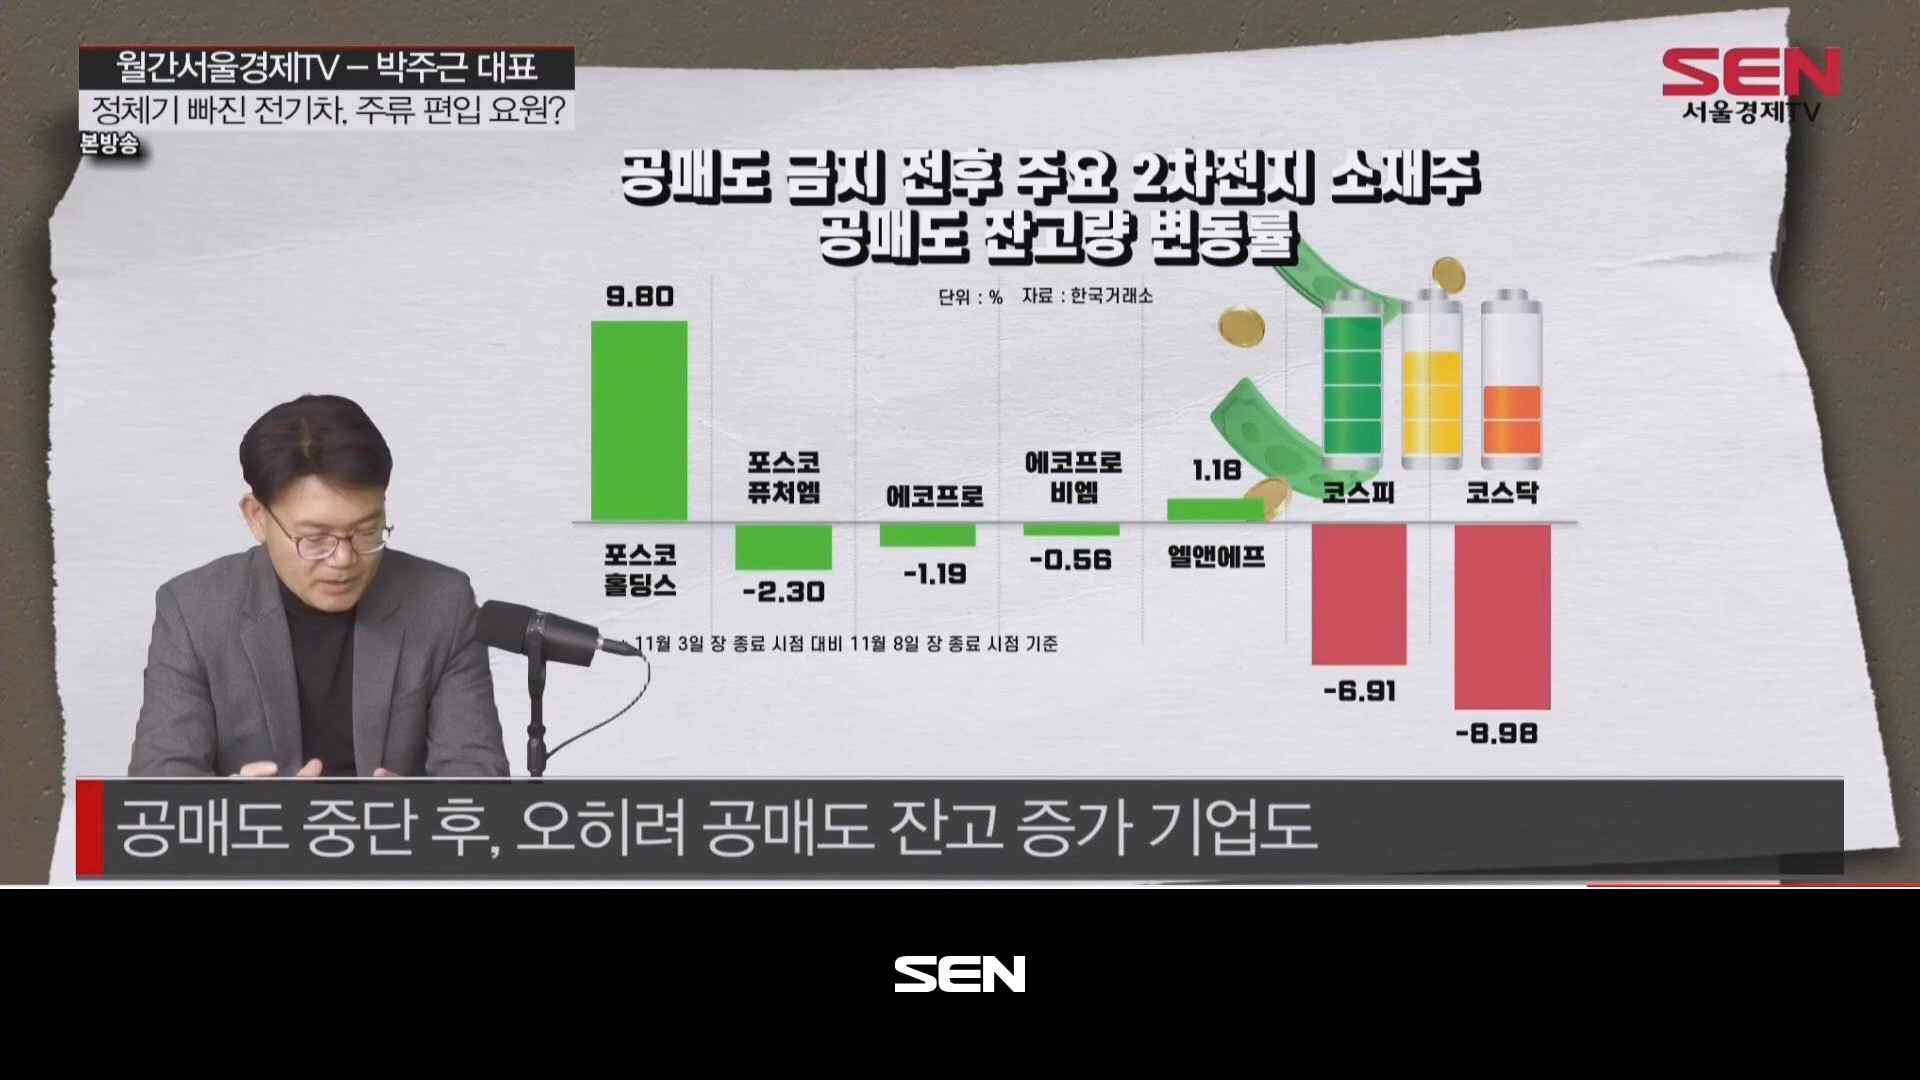 월간서울경제TV – 박주근 대표
정체기 빠진 전기차, 주류 편입 요원?
본방송
SEN
서울경제TV
공매도 금지 전후 주요 2차전지 소재주
공매도 잔고량 변동률
단위 : % 자료 : 한국거래소
9.80
포스코
홀딩스
포스코
퓨처엠
-2.30
에코프로
-1.19
에코프로
비엠
-0.56
1.18
엘앤에프
코스피
-6.91
코스닥
-8.98
11월 3일 장 종료 시점 대비 11월 8일 장 종료 시점 기준
공매도 중단 후, 오히려 공매도 잔고 증가 기업도
SEN